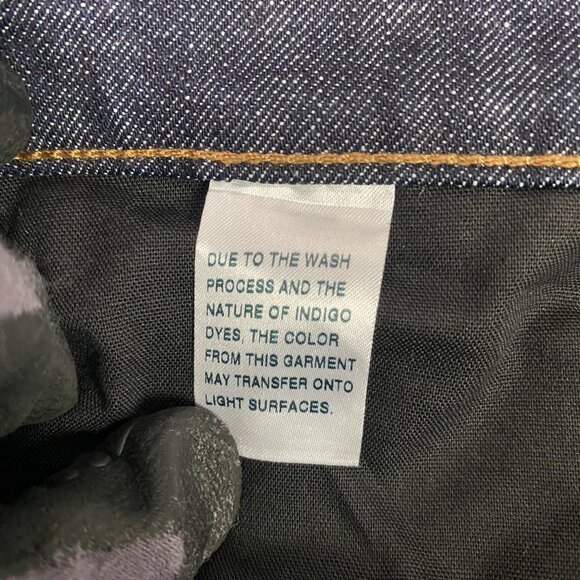 DUE TO THE WASH
PROCESS AND THE
NATURE OF INDIGO
DYES, THE COLOR
FROM THIS GARMENT
MAY TRANSFER ONTO
LIGHT SURFACES.